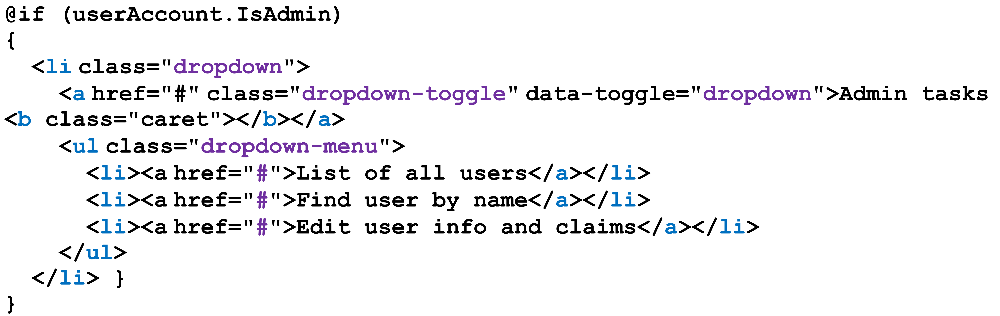 @if (userAccount.IsAdmin)
{
  <li class="dropdown">
    <a href="#" class="dropdown-toggle" data-toggle="dropdown">Admin tasks
<b class="caret"></b></a>
    <ul class="dropdown-menu">
      <li><a href="#">List of all users</a></li>
      <li><a href="#">Find user by name</a></li>
      <li><a href="#">Edit user info and claims</a></li>
    </ul>
  </li> }
}